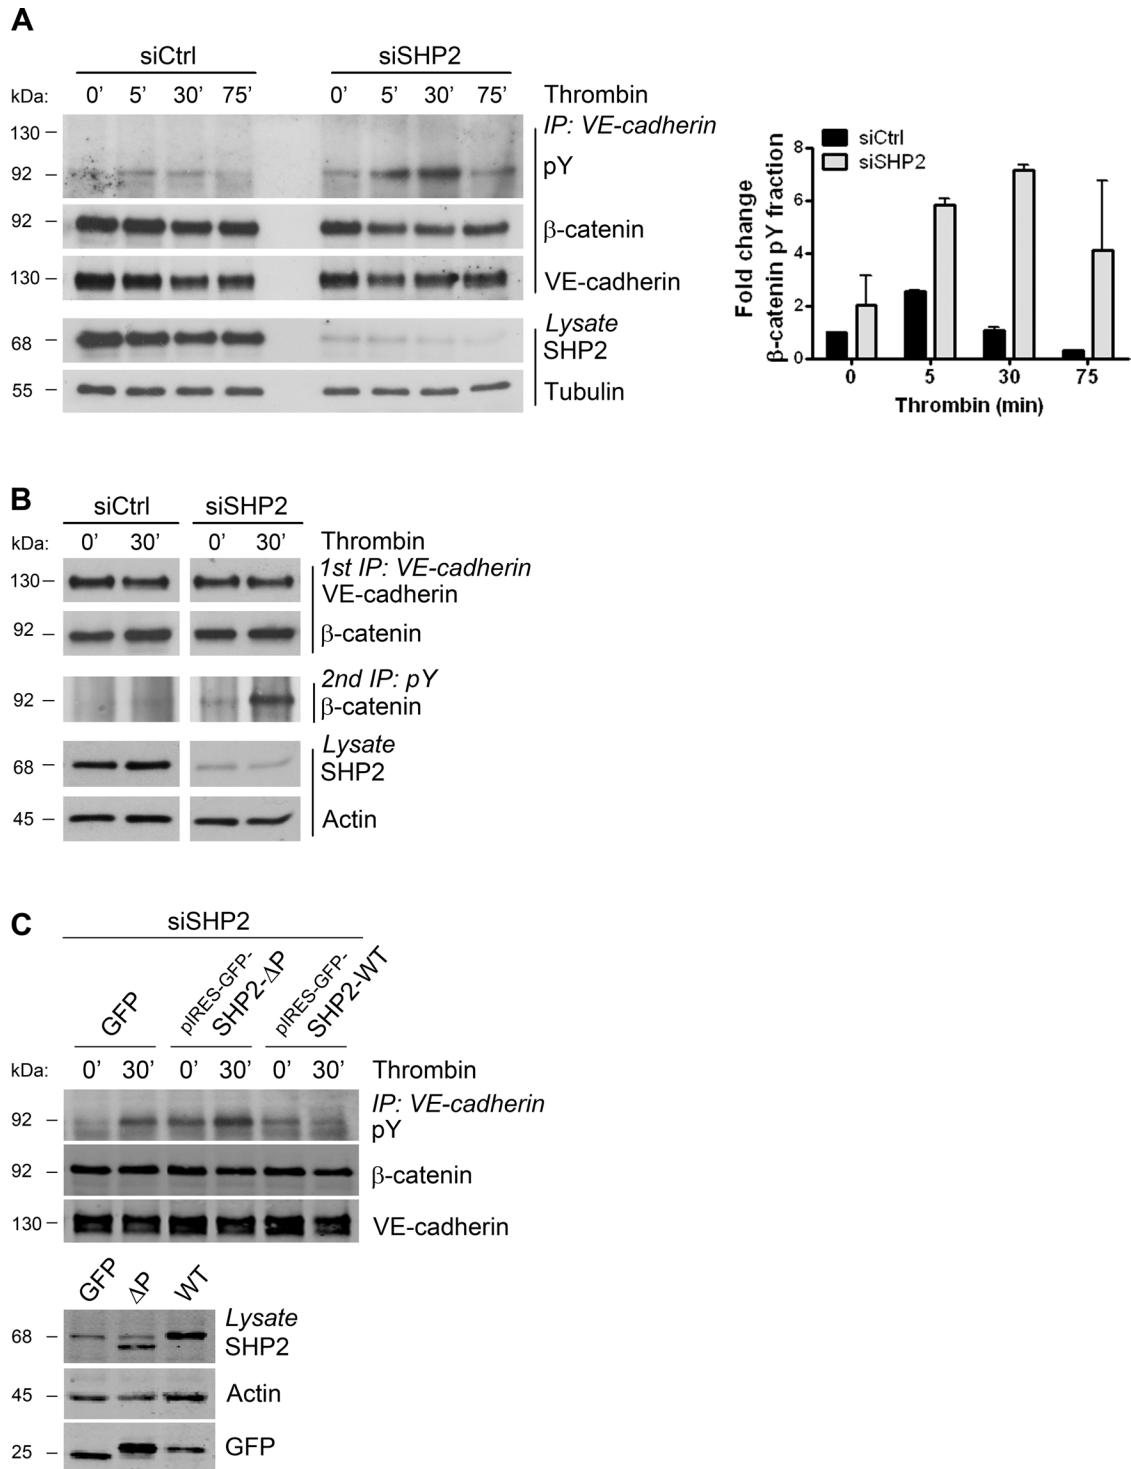 A
siCtrl siSHP2
kDa: 0’ 5’ 30’ 75’ 0’ 5’ 30’ 75’ Thrombin
IP: VE-cadherin
130
92 pY
92 β-catenin
130 VE-cadherin
Lysate
68 SHP2
55 Tubulin
siCtrl
siSHP2
Fold change
β-catenin pY fraction
8
6
4
2
0
0 5 30 75
Thrombin (min)
B
siCtrl siSHP2
kDa: 0’ 30’ 0’ 30’ Thrombin
1st IP: VE-cadherin
130 VE-cadherin
92 β-catenin
2nd IP: pY
92 β-catenin
Lysate
68 SHP2
45 Actin
C
siSHP2
GFP
pIRES-GFP-
SHP2-ΔP
pIRES-GFP-
SHP2-WT
kDa: 0’ 30’ 0’ 30’ 0’ 30’ Thrombin
IP: VE-cadherin
92 pY
92 β-catenin
130 VE-cadherin
GFP ΔP WT
Lysate
68 SHP2
45 Actin
25 GFP